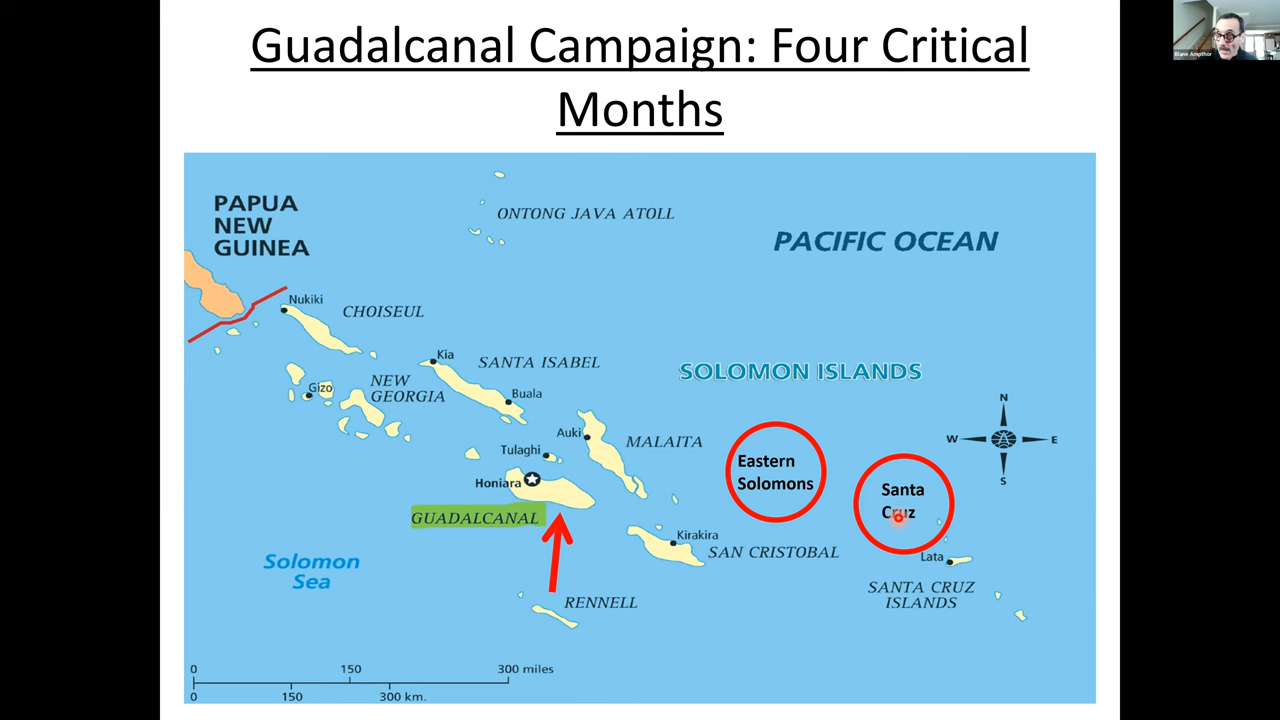 Guadalcanal Campaign: Four Critical
Months
Blane Ampthor
PAPUA
NEW
GUINEA
ONTONG JAVA ATOLL
PACIFIC OCEAN
Nukiki
CHOISEUL
Kia
SANTA ISABEL
SOLOMON ISLANDS
Gizo
NEW
GEORGIA
Buala
N
W
E
S
Auki
MALAITA
Tulaghi
Eastern
Solomons
Honiara
Santa
Cruz
GUADALCANAL
Kirakira
SAN CRISTOBAL
Lata
Solomon
Sea
SANTA CRUZ
ISLANDS
RENNELL
0
150
300 miles
0
150
300 km.